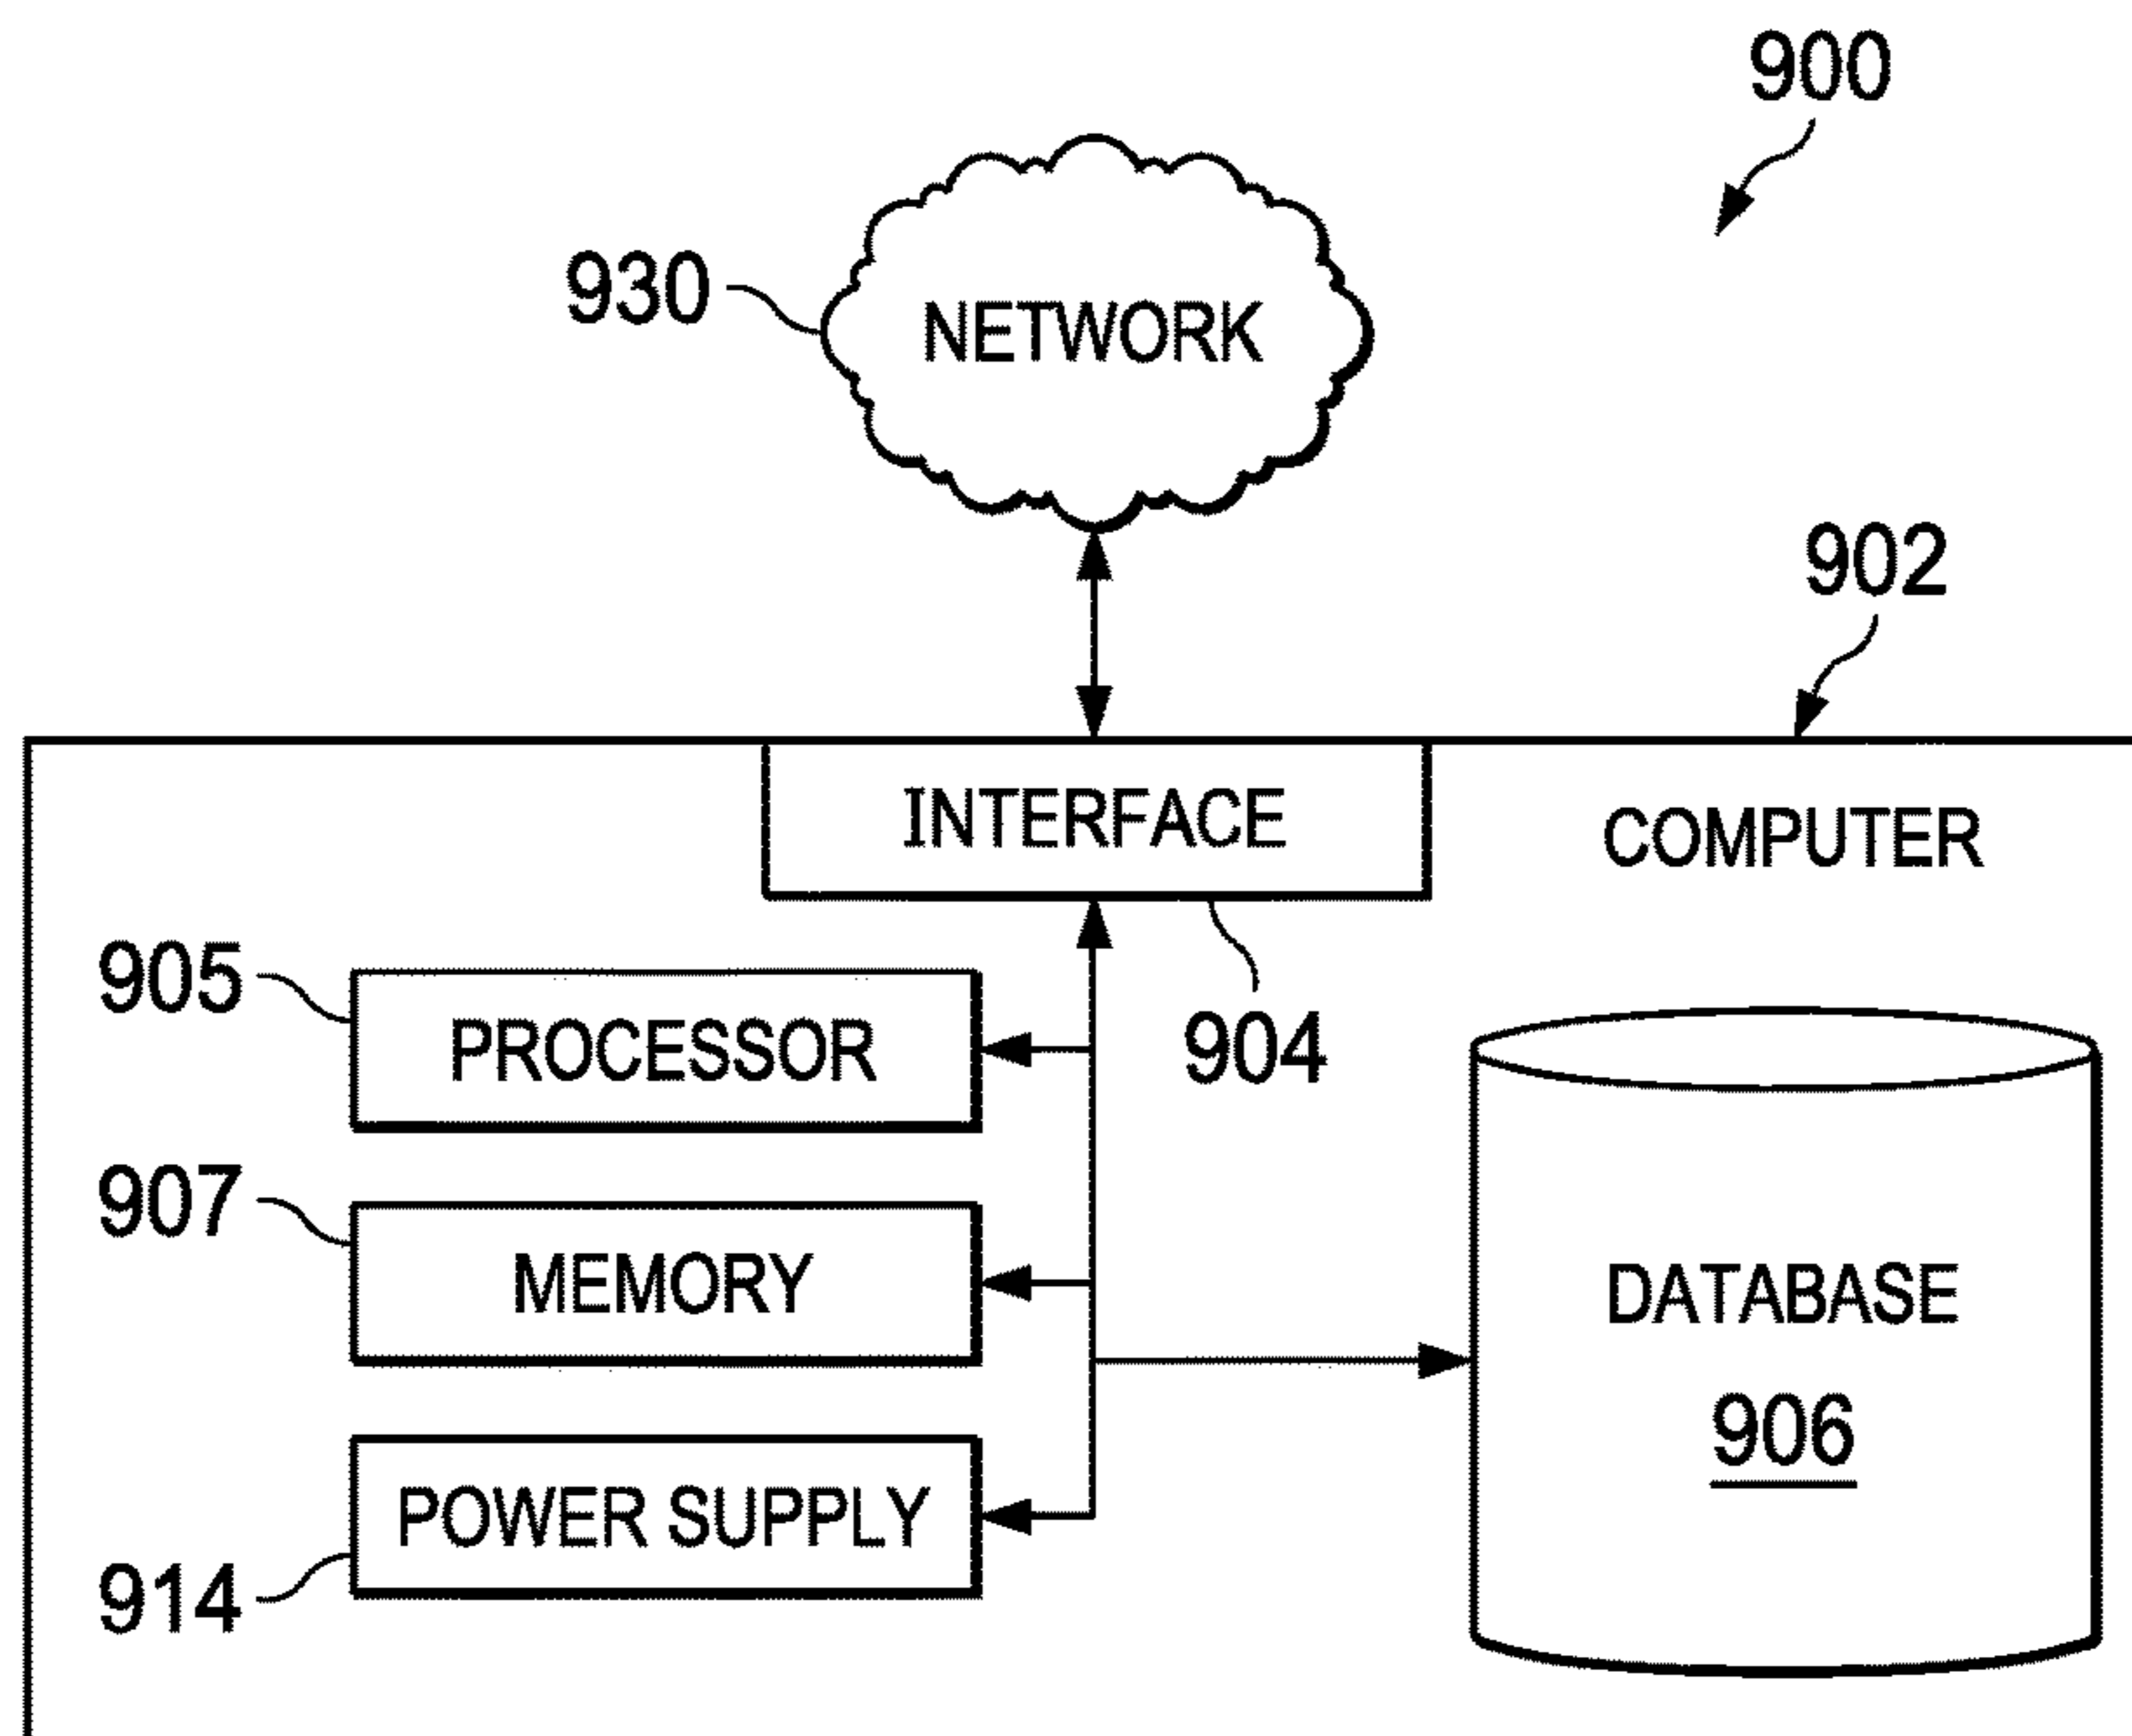 900
930
NETWORK
902
INTERFACE
COMPUTER
905
PROCESSOR
904
907
MEMORY
DATABASE
906
POWER SUPPLY
914